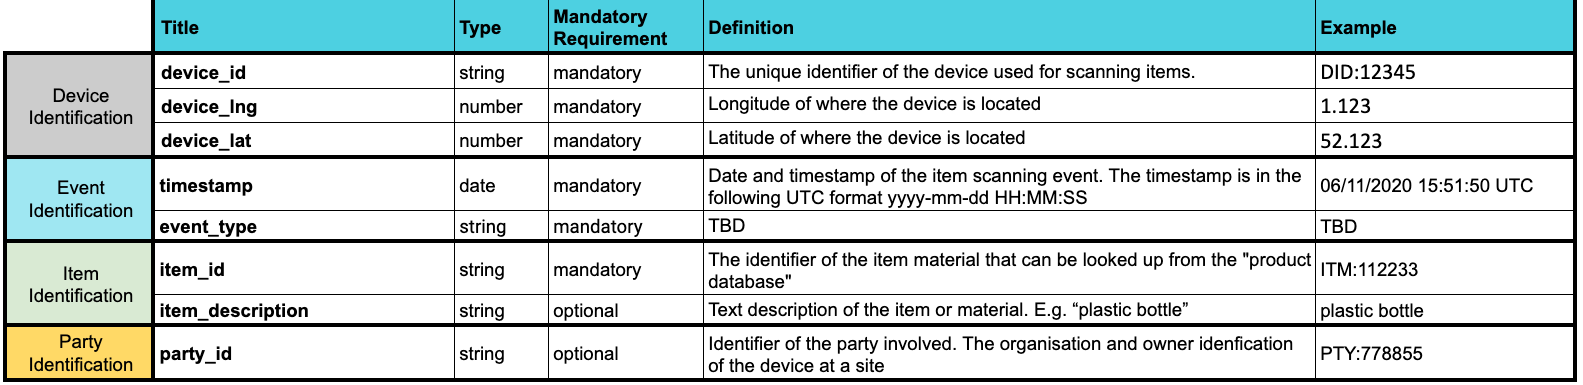 Title Type Mandatory Requirement Definition Example
Device Identification
device_id string mandatory The unique identifier of the device used for scanning items. DID:12345
device_lng number mandatory Longitude of where the device is located 1.123
device_lat number mandatory Latitude of where the device is located 52.123
Event Identification
timestamp date mandatory Date and timestamp of the item scanning event. The timestamp is in the
following UTC format yyyy-mm-dd HH:MM:SS 06/11/2020 15:51:50 UTC
event_type string mandatory TBD TBD
Item Identification
item_id string mandatory The identifier of the item material that can be looked up from the "product
database" ITM:112233
item_description string optional Text description of the item or material. E.g. “plastic bottle” plastic bottle
Party Identification
party_id string optional Identifier of the party involved. The organisation and owner idenfication
of the device at a site PTY:778855